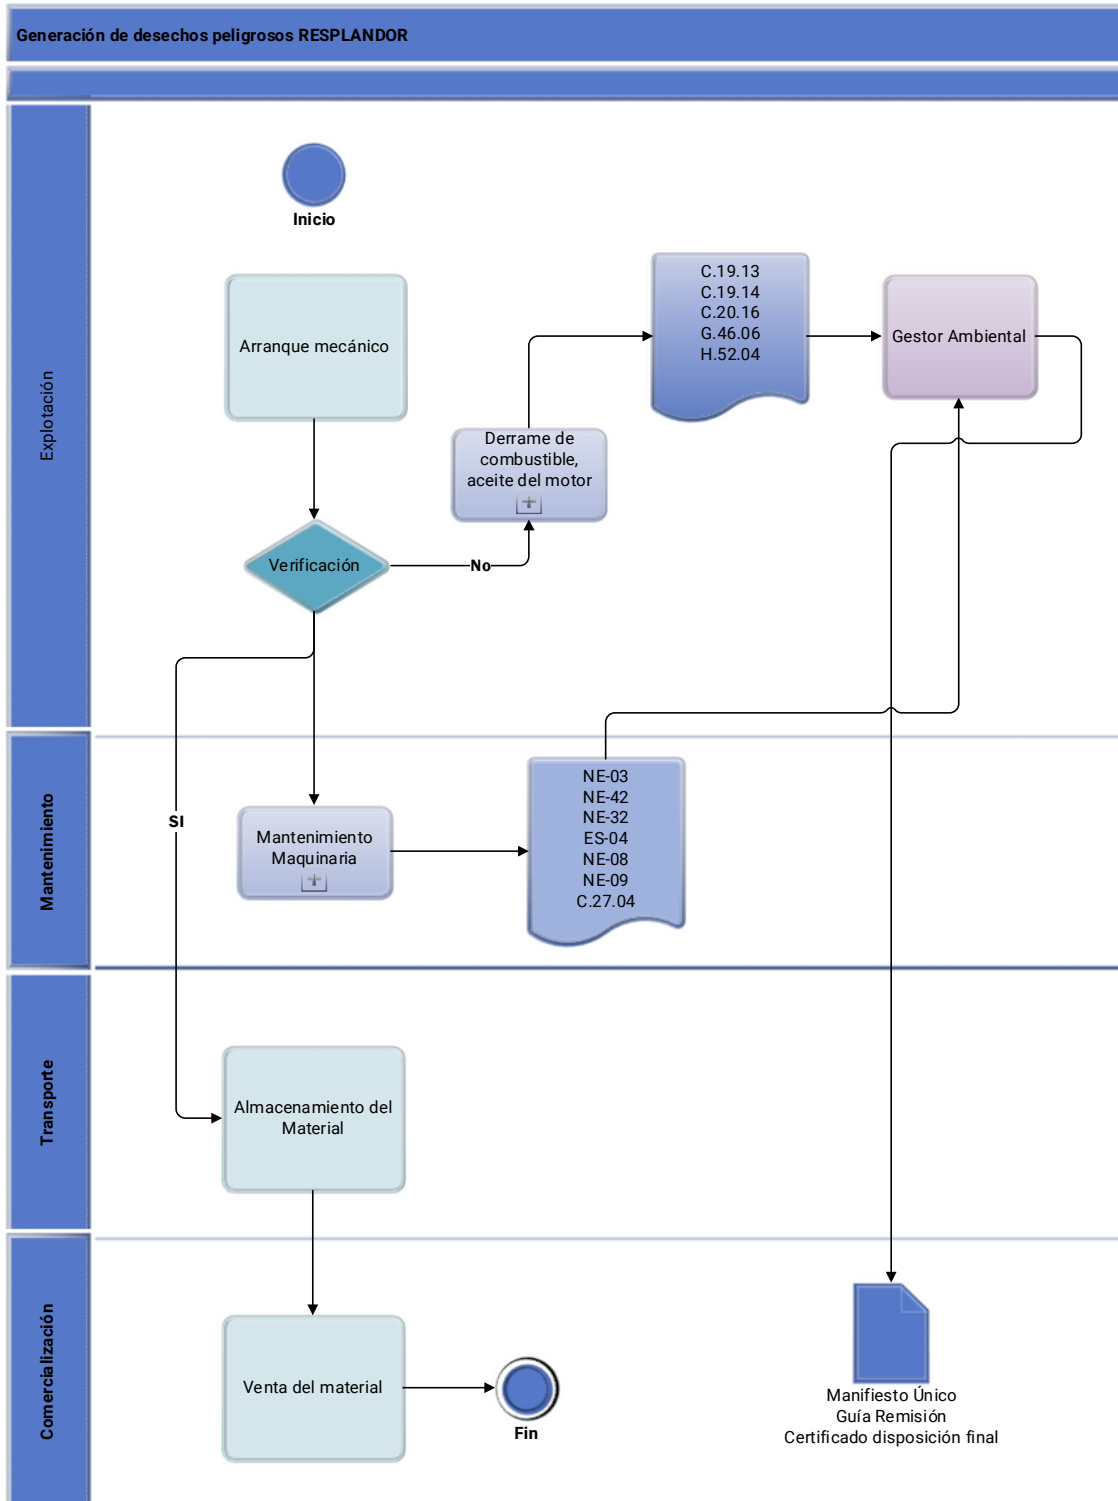 Generación de desechos peligrosos RESPLANDOR
Explotación
Inicio
Arranque mecánico
Verificación
No
Derrame de
combustible,
aceite del motor
C.19.13
C.19.14
C.20.16
G.46.06
H.52.04
Gestor Ambiental
Mantenimiento
SI
Mantenimiento
Maquinaria
NE-03
NE-42
NE-32
ES-04
NE-08
NE-09
C.27.04
Transporte
Almacenamiento del
Material
Comercialización
Venta del material
Fin
Manifiesto Único
Guía Remisión
Certificado disposición final